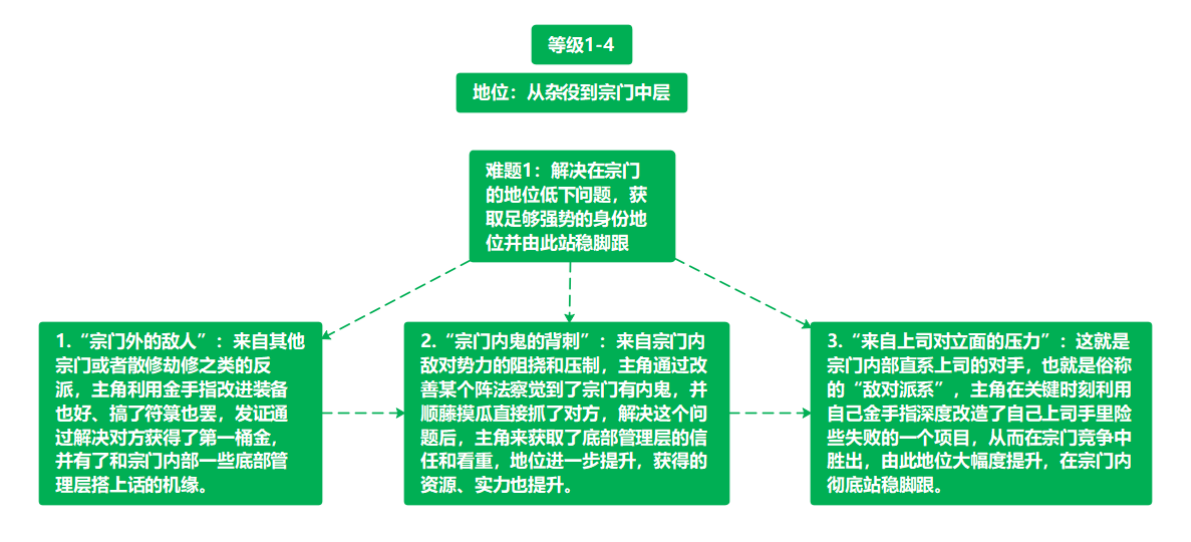 等级1-4
地位：从杂役到宗门中层
难题1：解决在宗门
的地位低下问题，获
取足够强势的身份地
位并由此站稳脚跟
1.“宗门外的敌人”：来自其他
宗门或者散修劫修之类的反
派，主角利用金手指改进装备
也好、搞了符箓也罢，发证通
过解决对方获得了第一桶金，
并有了和宗门内部一些底部管
理层搭上话的机缘。
2.“宗门内鬼的背刺”：来自宗门内
敌对势力的阻挠和压制，主角通过改
善某个阵法察觉到了宗门有内鬼，并
顺藤摸瓜直接抓了对方，解决这个问
题后，主角来获取了底部管理层的信
任和看重，地位进一步提升，获得的
资源、实力也提升。
3.“来自上司对立面的压力”：这就是
宗门内部直系上司的对手，也就是俗称
的“敌对派系”，主角在关键时刻利用
自己金手指深度改造了自己上司手里险
些失败的一个项目，从而在宗门竞争中
胜出，由此地位大幅度提升，在宗门内
彻底站稳脚跟。